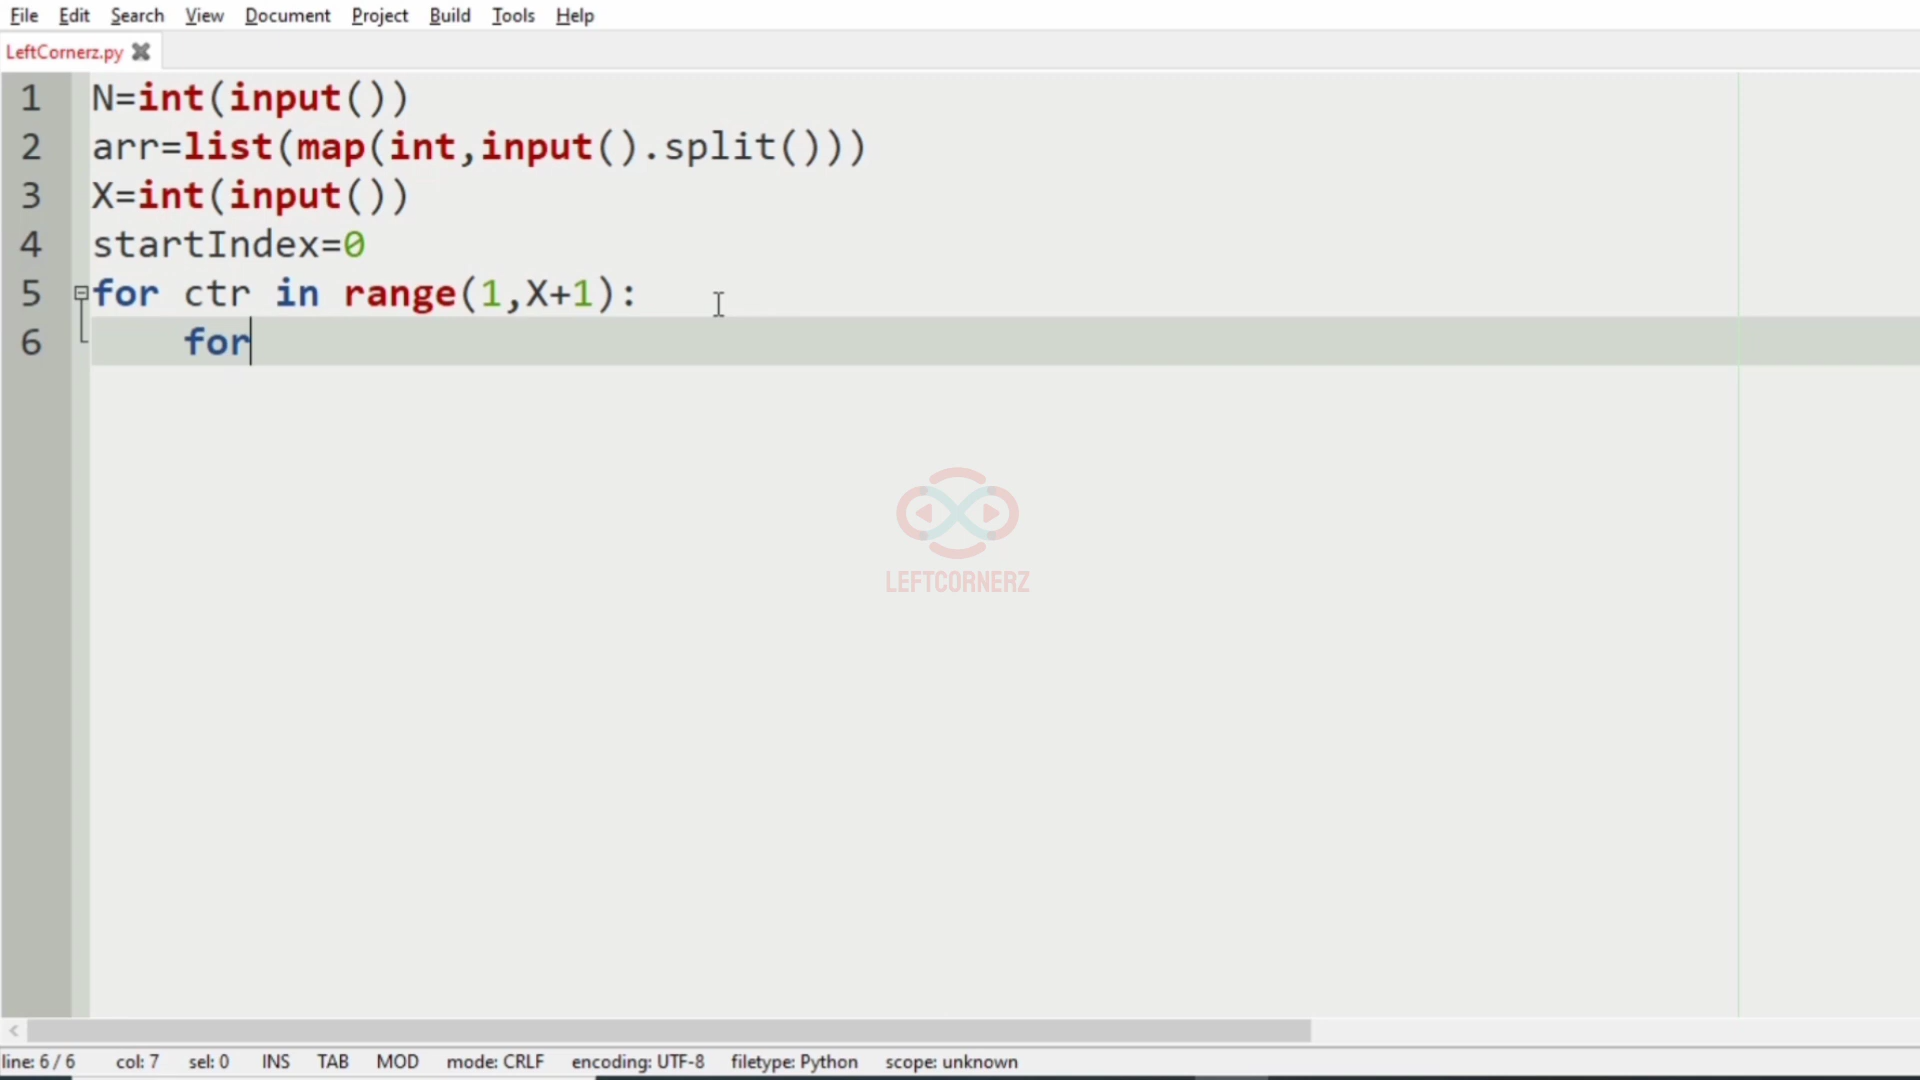 File Edit Search View Document Project Build Tools Help
LeftCornerz.py
1 N=int(input())
2 arr=list(map(int,input().split()))
3 X=int(input())
4 startIndex=0
5 for ctr in range(1,X+1):
6     for
LEFTCORNERZ
line: 6 / 6 col: 7 sel: 0 INS TAB MOD mode: CRLF encoding: UTF-8 filetype: Python scope: unknown